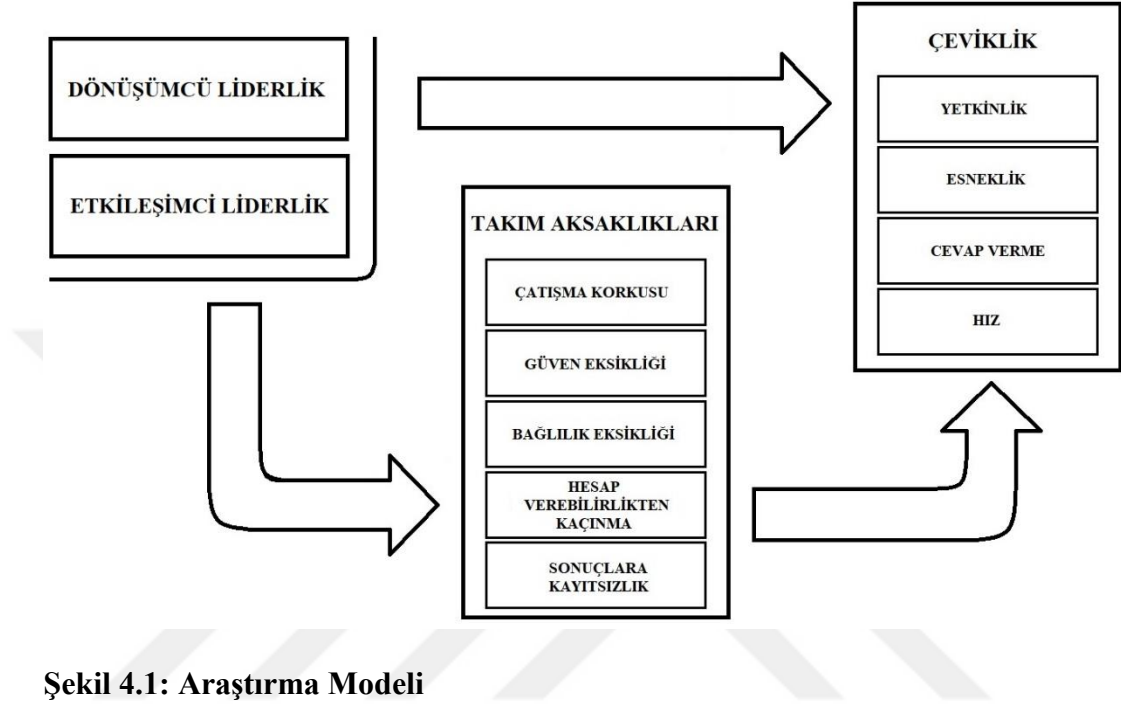 DÖNÜŞÜMCÜ LİDERLİK
ETKİLEŞİMCİ LİDERLİK
TAKIM AKSAKLIKLARI
ÇATIŞMA KORKUSU
GÜVEN EKSİKLİĞİ
BAĞLILIK EKSİKLİĞİ
HESAP
VEREBİLİRLİKTEN
KAÇINMA
SONUÇLARA
KAYITSIZLIK
ÇEVİKLİK
YETKİNLİK
ESNEKLİK
CEVAP VERME
HIZ
Şekil 4.1: Araştırma Modeli